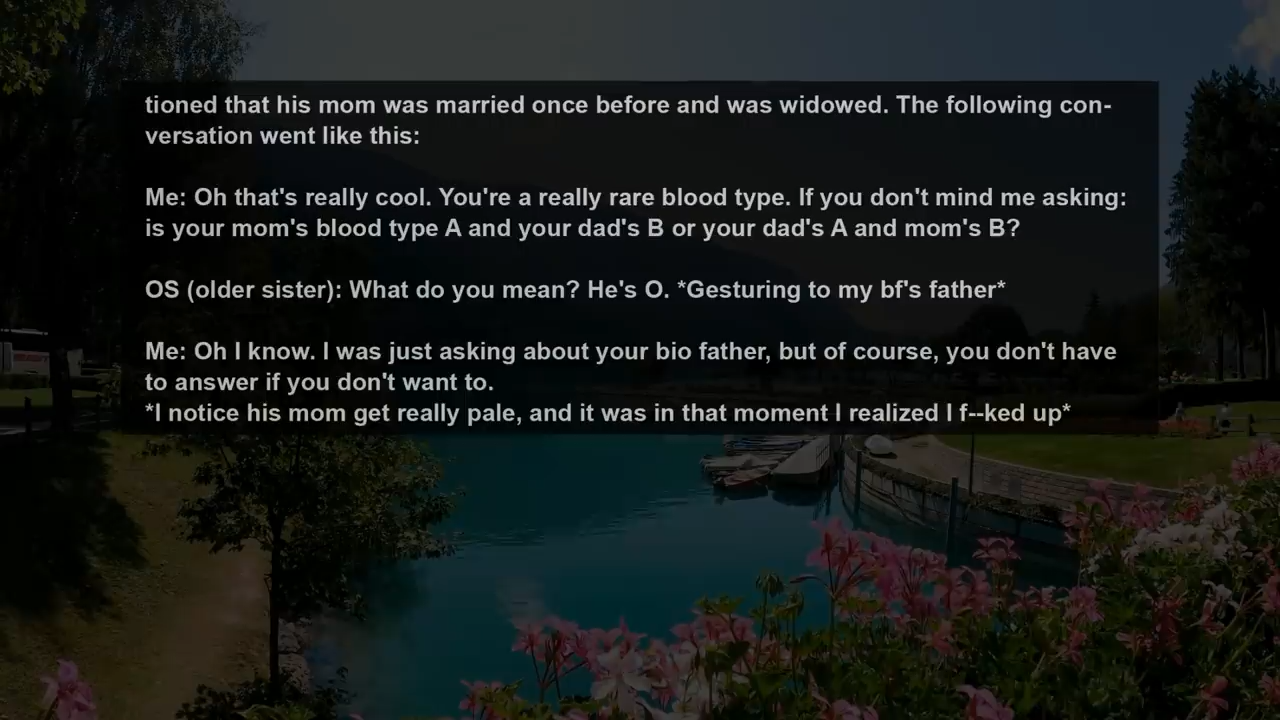 tioned that his mom was married once before and was widowed. The following con-
versation went like this:
Me: Oh that's really cool. You're a really rare blood type. If you don't mind me asking:
is your mom's blood type A and your dad's B or your dad's A and mom's B?
OS (older sister): What do you mean? He's O. *Gesturing to my bf's father*
Me: Oh I know. I was just asking about your bio father, but of course, you don't have
to answer if you don't want to.
*I notice his mom get really pale, and it was in that moment I realized I f--ked up*